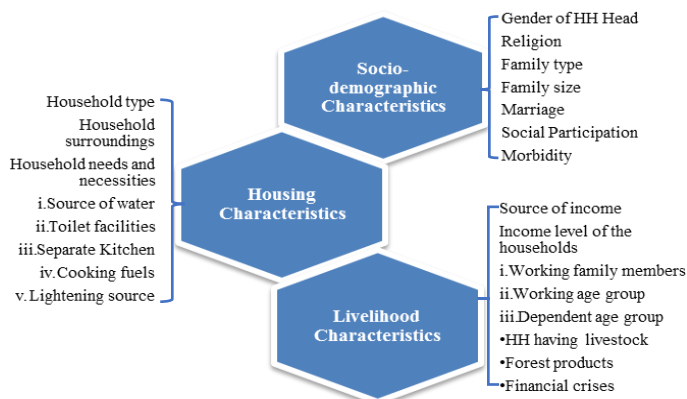 Socio-
demographic
Characteristics
Gender of HH Head
Religion
Family type
Family size
Marriage
Social Participation
Morbidity
Housing
Characteristics
Household type
Household
surroundings
Household needs and
necessities
i.Source of water
ii.Toilet facilities
iii.Separate Kitchen
iv.Cooking fuels
v.Lightening source
Livelihood
Characteristics
Source of income
Income level of the
households
i.Working family members
ii.Working age group
iii.Dependent age group
•HH having livestock
•Forest products
•Financial crises